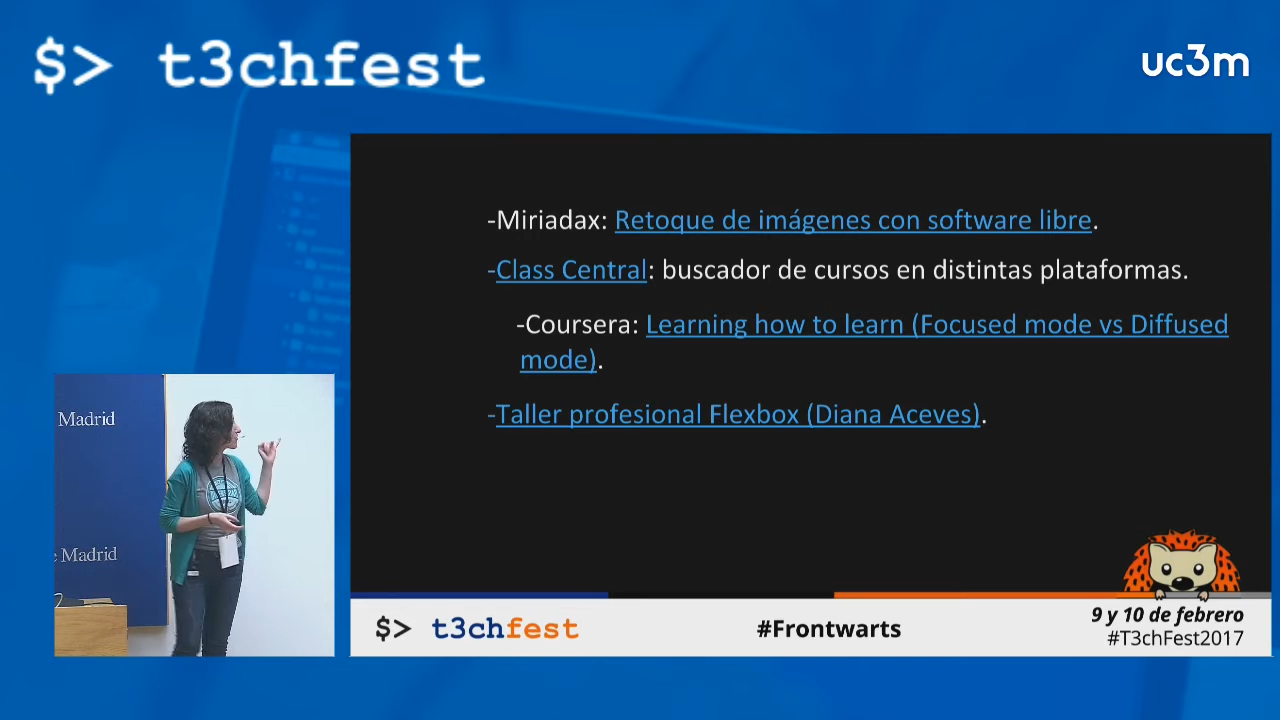 $> t3chfest
uc3m
-Miriadax: Retoque de imágenes con software libre.
-Class Central: buscador de cursos en distintas plataformas.
-Coursera: Learning how to learn (Focused mode vs Diffused
mode).
-Taller profesional Flexbox (Diana Aceves).
Madrid
Madrid
$> t3chfest
#Frontwarts
9 y 10 de febrero
#T3chFest2017